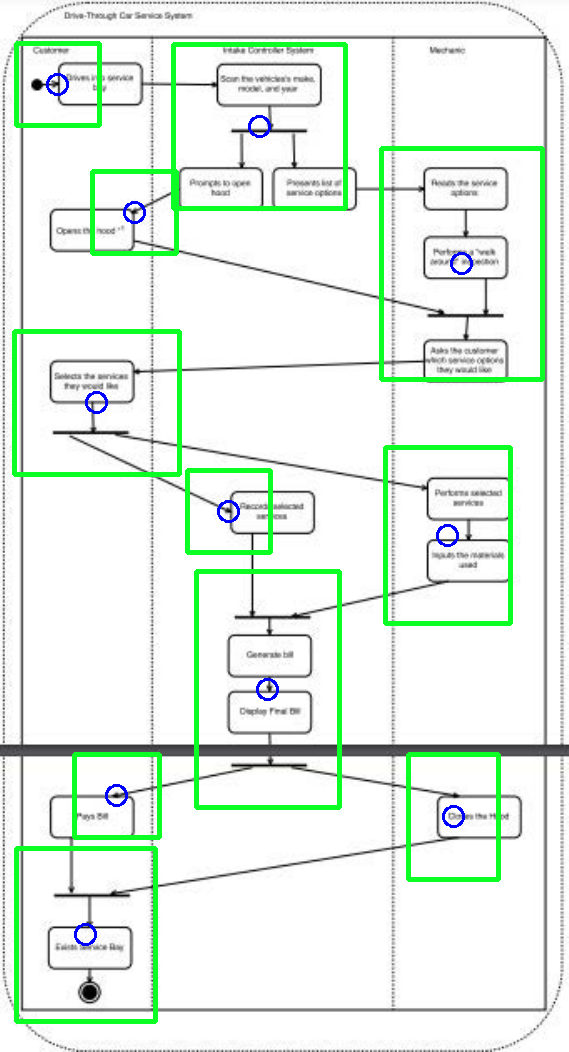 Drive-Through Car Service System
Customer
Intake Controller System
Mechanic
Drives into service
bay
Scan the vehicles's make,
model, and year
Prompts to open
hood
Presents list of
service options
Reads the service
options
Opens the hood
Performs a "walk
around" inspection
Asks the customer
which service options
they would like
Selects the services
they would like
Records selected
services
Performs selected
services
Inputs the materials
used
Generate bill
Display Final Bill
Pays Bill
Closes the Hood
Exists Service Bay